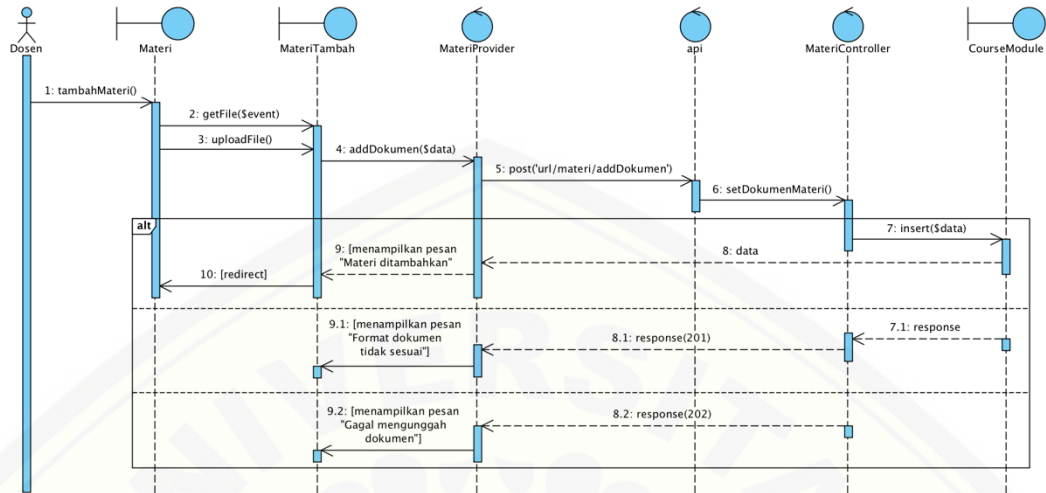 Dosen
Materi
MateriTambah
MateriProvider
api
MateriController
CourseModule
1: tambahMateri()
2: getFile($event)
3: uploadFile()
4: addDokumen($data)
5: post('url/materi/addDokumen')
6: setDokumenMateri()
alt
7: insert($data)
8: data
9: [menampilkan pesan
"Materi ditambahkan"
10: [redirect]
7.1: response
8.1: response(201)
9.1: [menampilkan pesan
"Format dokumen
tidak sesuai"]
8.2: response(202)
9.2: [menampilkan pesan
"Gagal mengunggah
dokumen"]